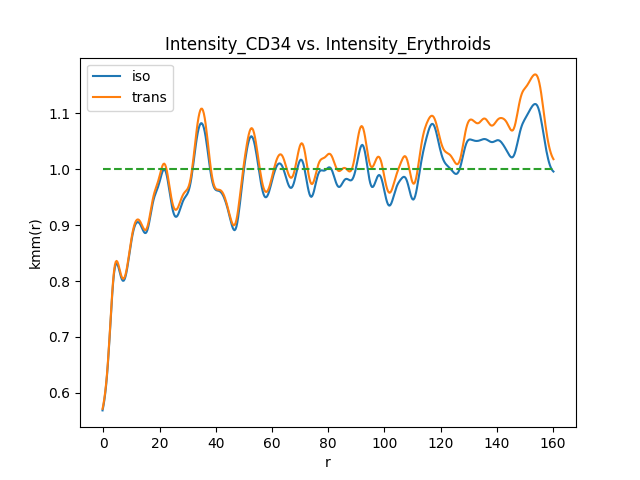 Intensity_CD34 vs. Intensity_Erythroids
iso
trans
kmm(r)
1.1
1.0
0.9
0.8
0.7
0.6
0 20 40 60 80 100 120 140 160
r